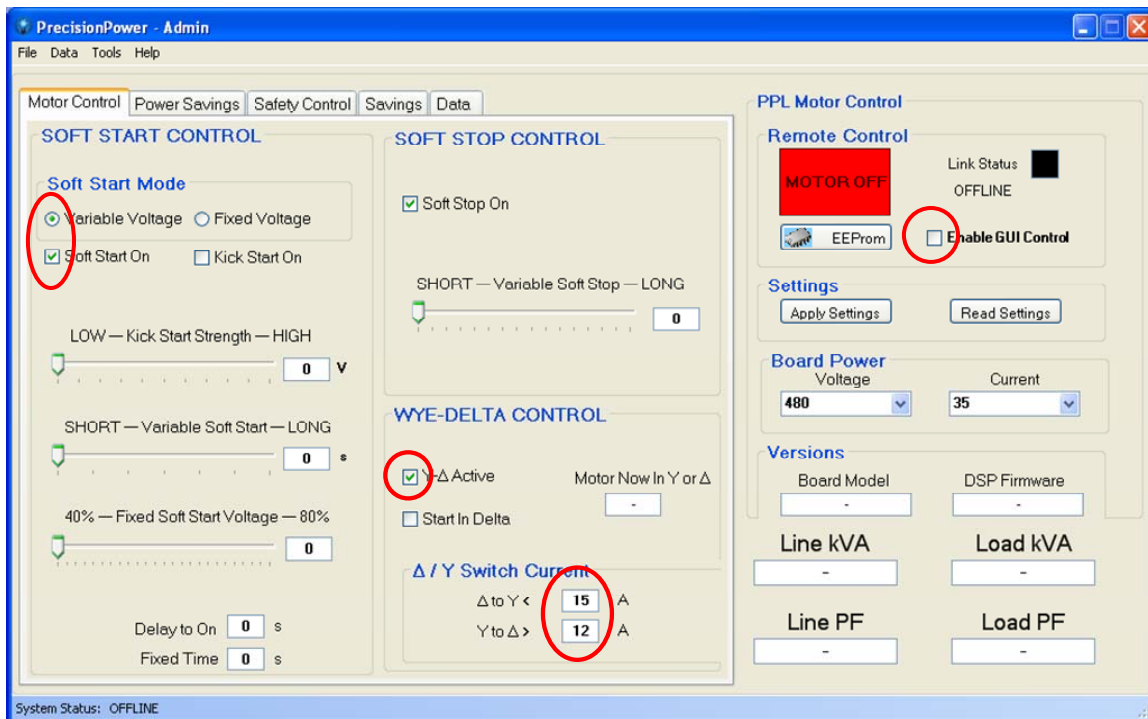 PrecisionPower - Admin
File Data Tools Help
Motor Control Power Savings Safety Control Savings Data
SOFT START CONTROL
Soft Start Mode
Variable Voltage Fixed Voltage
Soft Start On Kick Start On
LOW — Kick Start Strength — HIGH
0 V
SHORT — Variable Soft Start — LONG
0 s
40% — Fixed Soft Start Voltage — 80%
0
Delay to On 0 s
Fixed Time 0 s
SOFT STOP CONTROL
Soft Stop On
SHORT — Variable Soft Stop — LONG
0
WYE-DELTA CONTROL
Y-Δ Active Motor Now In Y or Δ
-
Start In Delta
Δ / Y Switch Current
Δ to Y < 15 A
Y to Δ > 12 A
PPL Motor Control
Remote Control
MOTOR OFF
Link Status
OFFLINE
EEProm Enable GUI Control
Settings
Apply Settings Read Settings
Board Power
Voltage Current
480 35
Versions
Board Model DSP Firmware
- -
Line kVA Load kVA
- -
Line PF Load PF
- -
System Status: OFFLINE